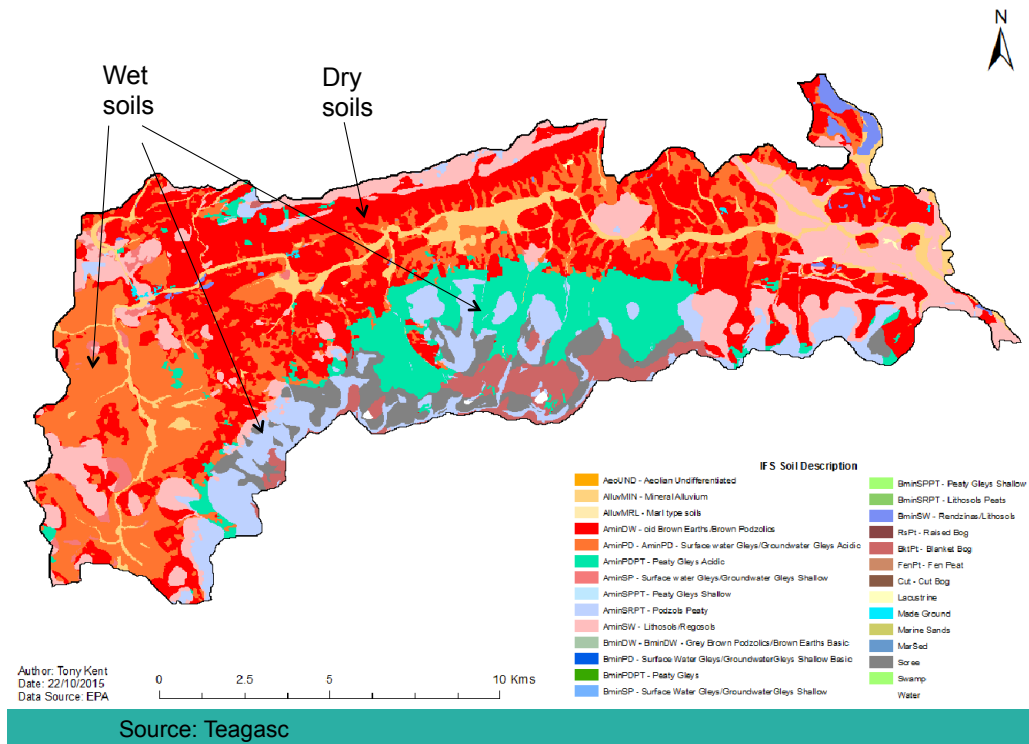 N
Wet
soils
Dry
soils
IFS Soil Description
AeoUND - Aeolian Undifferentiated
AlluvMIN - Mineral Alluvium
AlluvMRL - Marl type soils
AminDW - oid Brown Earths/Brown Podzolics
AminPD - AminPD - Surface water Gleys/Groundwater Gleys Acidic
AminPDPT - Peaty Gleys Acidic
AminSP - Surface water Gleys/Groundwater Gleys Shallow
AminSPPT - Peaty Gleys Shallow
AminSRPT - Podzols Peaty
AminSW - Lithosols/Regosols
BminDW - BminDW - Grey Brown Podzolics/Brown Earths Basic
BminPD - Surface Water Gleys/GroundwaterGleys Shallow Basic
BminPDPT - Peaty Gleys
BminSP - Surface Water Gleys/GroundwaterGleys Shallow
BminSPPT - Peaty Gleys Shallow
BminSRPT - Lithosols Peats
BminSW - Rendzinas/Lithosols
RsPt - Raised Bog
BktPt - Blanket Bog
FenPt - Fen Peat
Cut - Cut Bog
Lacustrine
Made Ground
Marine Sands
MarSed
Scree
Swamp
Water
Author: Tony Kent
Date: 22/10/2015
Data Source: EPA
0 2.5 5 10 Kms
Source: Teagasc